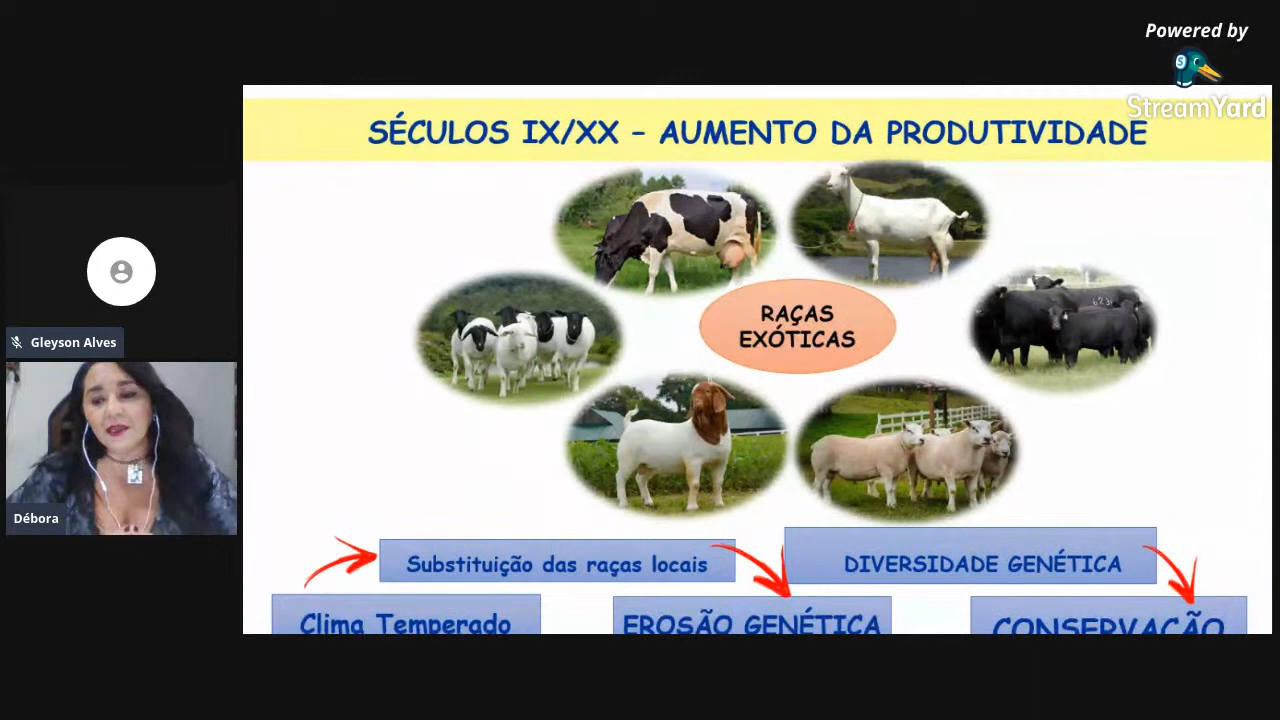 Powered by
StreamYard
SÉCULOS IX/XX – AUMENTO DA PRODUTIVIDADE
RAÇAS
EXÓTICAS
Gleyson Alves
Débora
Substituição das raças locais
DIVERSIDADE GENÉTICA
Clima Temperado
EROSÃO GENÉTICA
CONSERVAÇÃO